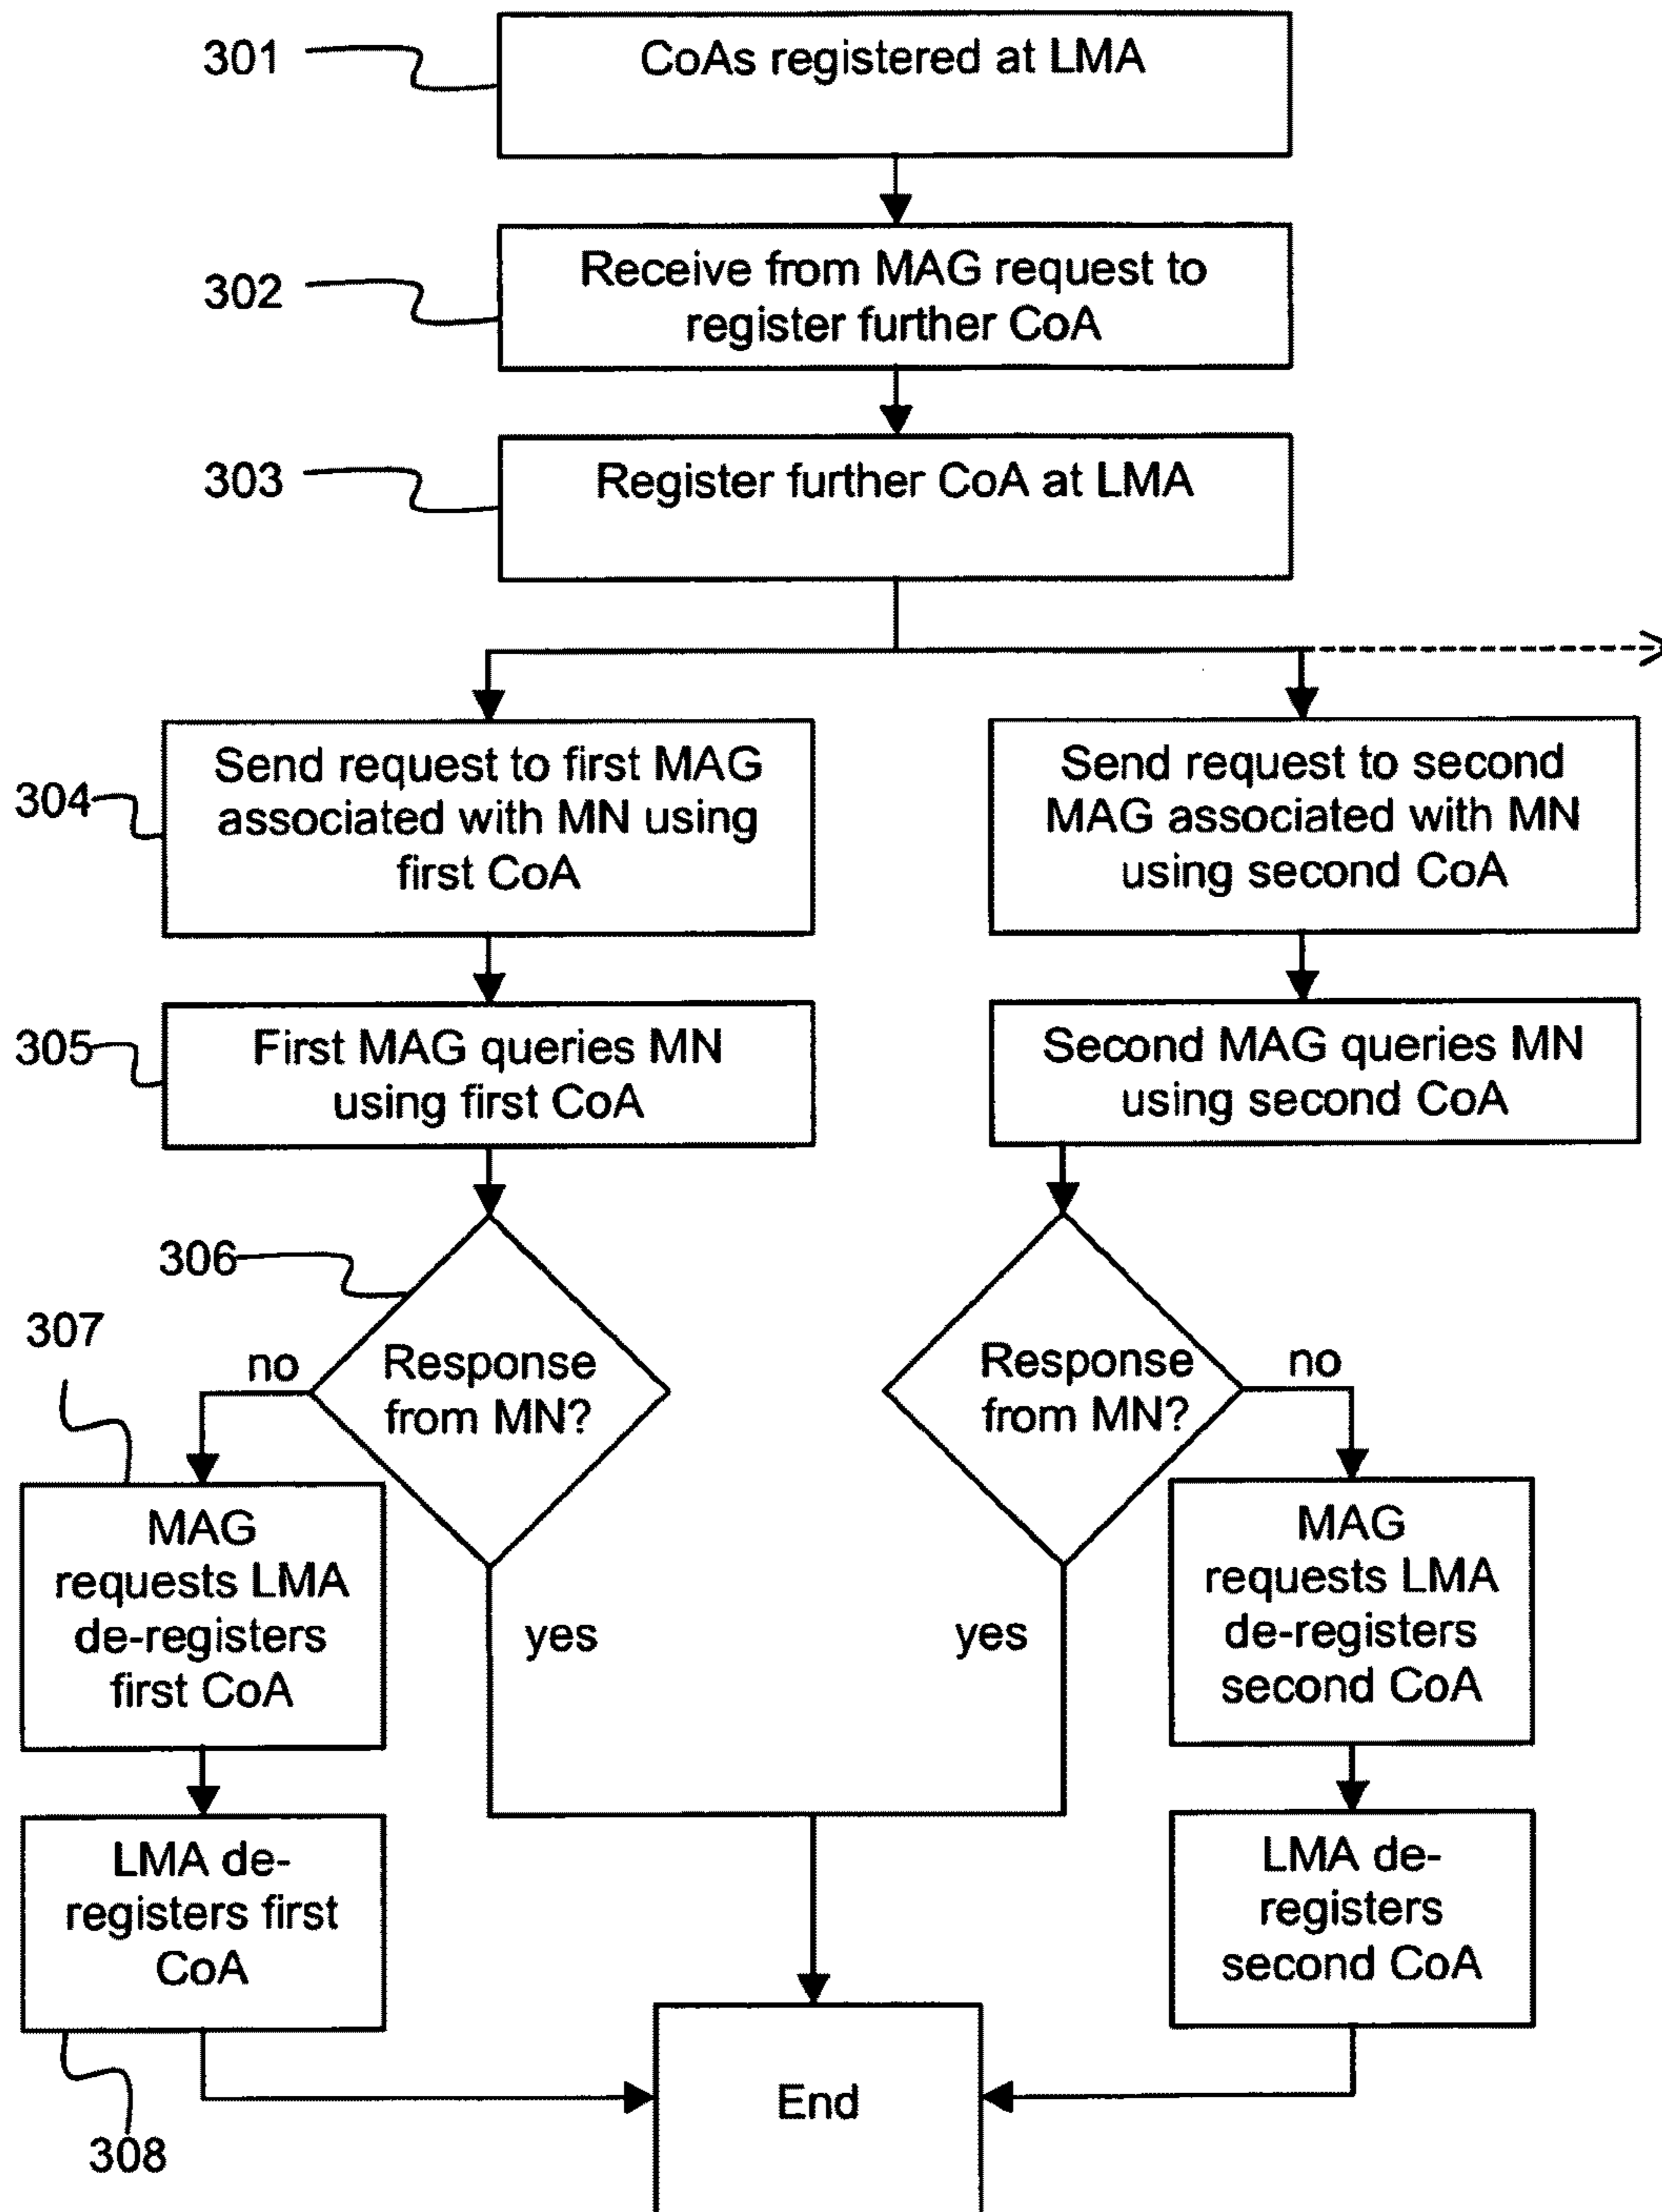 301
CoAs registered at LMA
302
Receive from MAG request to
register further CoA
303
Register further CoA at LMA
304
Send request to first MAG
associated with MN using
first CoA
Send request to second
MAG associated with MN
using second CoA
305
First MAG queries MN
using first CoA
Second MAG queries MN
using second CoA
306
Response
from MN?
no
yes
Response
from MN?
no
yes
307
MAG
requests LMA
de-registers
first CoA
MAG
requests LMA
de-registers
second CoA
LMA de-
registers first
CoA
308
LMA de-
registers
second CoA
End